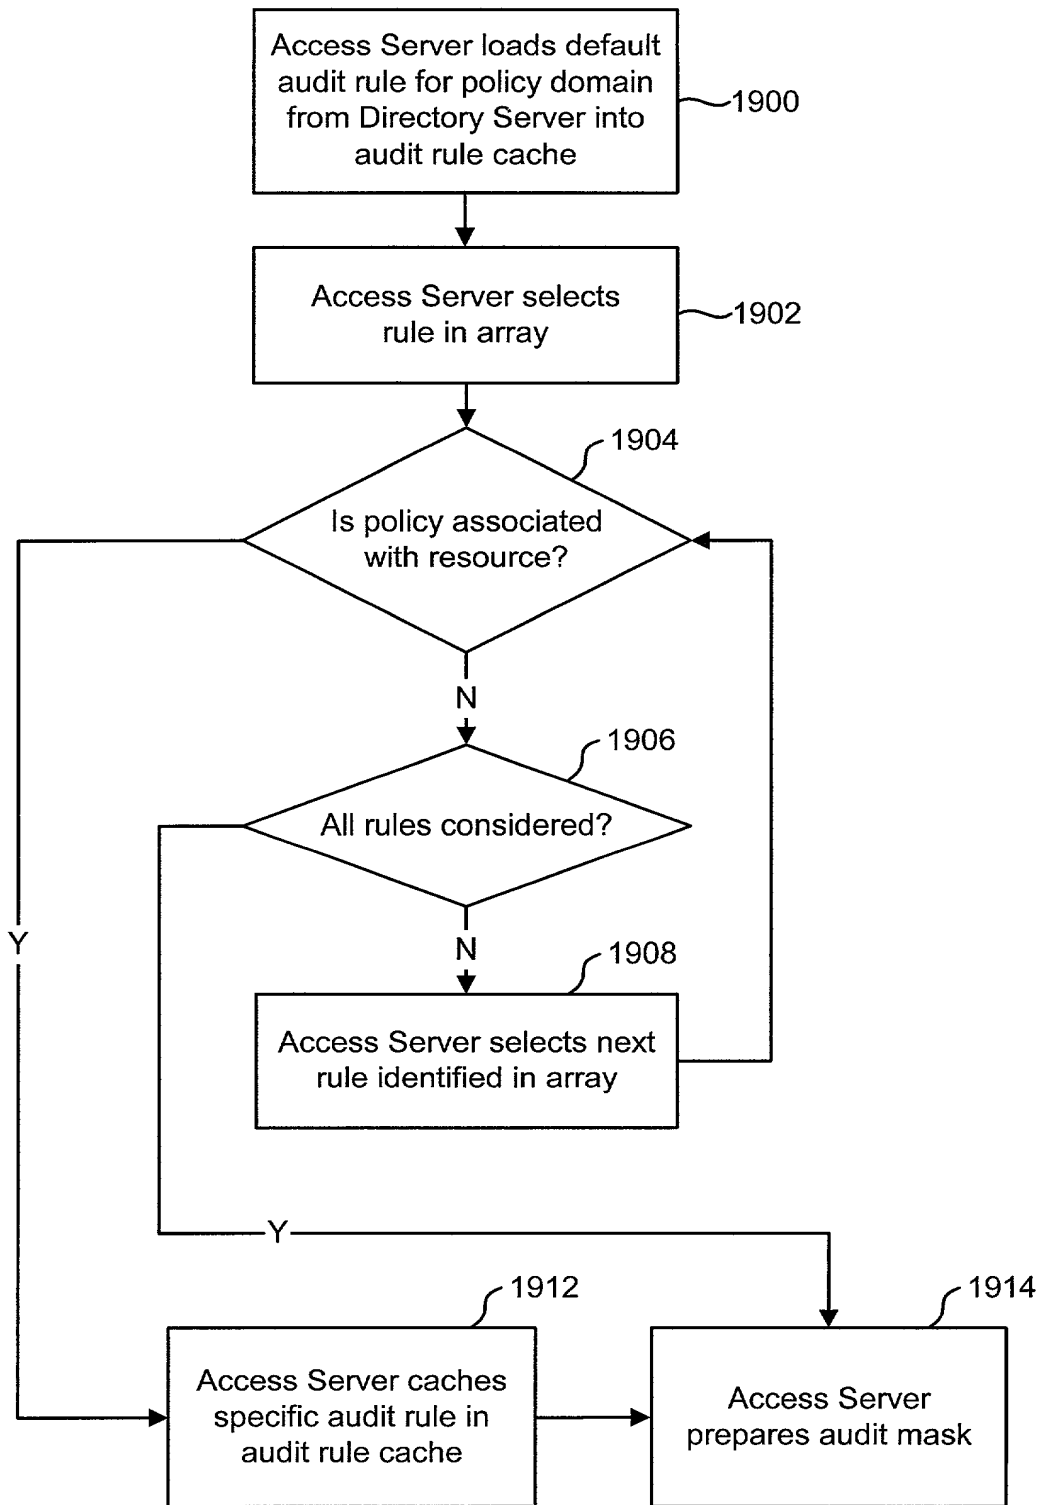 Access Server loads default
audit rule for policy domain
from Directory Server into
audit rule cache
1900
Access Server selects
rule in array
1902
1904
Is policy associated
with resource?
N
1906
All rules considered?
Y
N
1908
Access Server selects next
rule identified in array
Y
1912
1914
Access Server caches
specific audit rule in
audit rule cache
Access Server
prepares audit mask